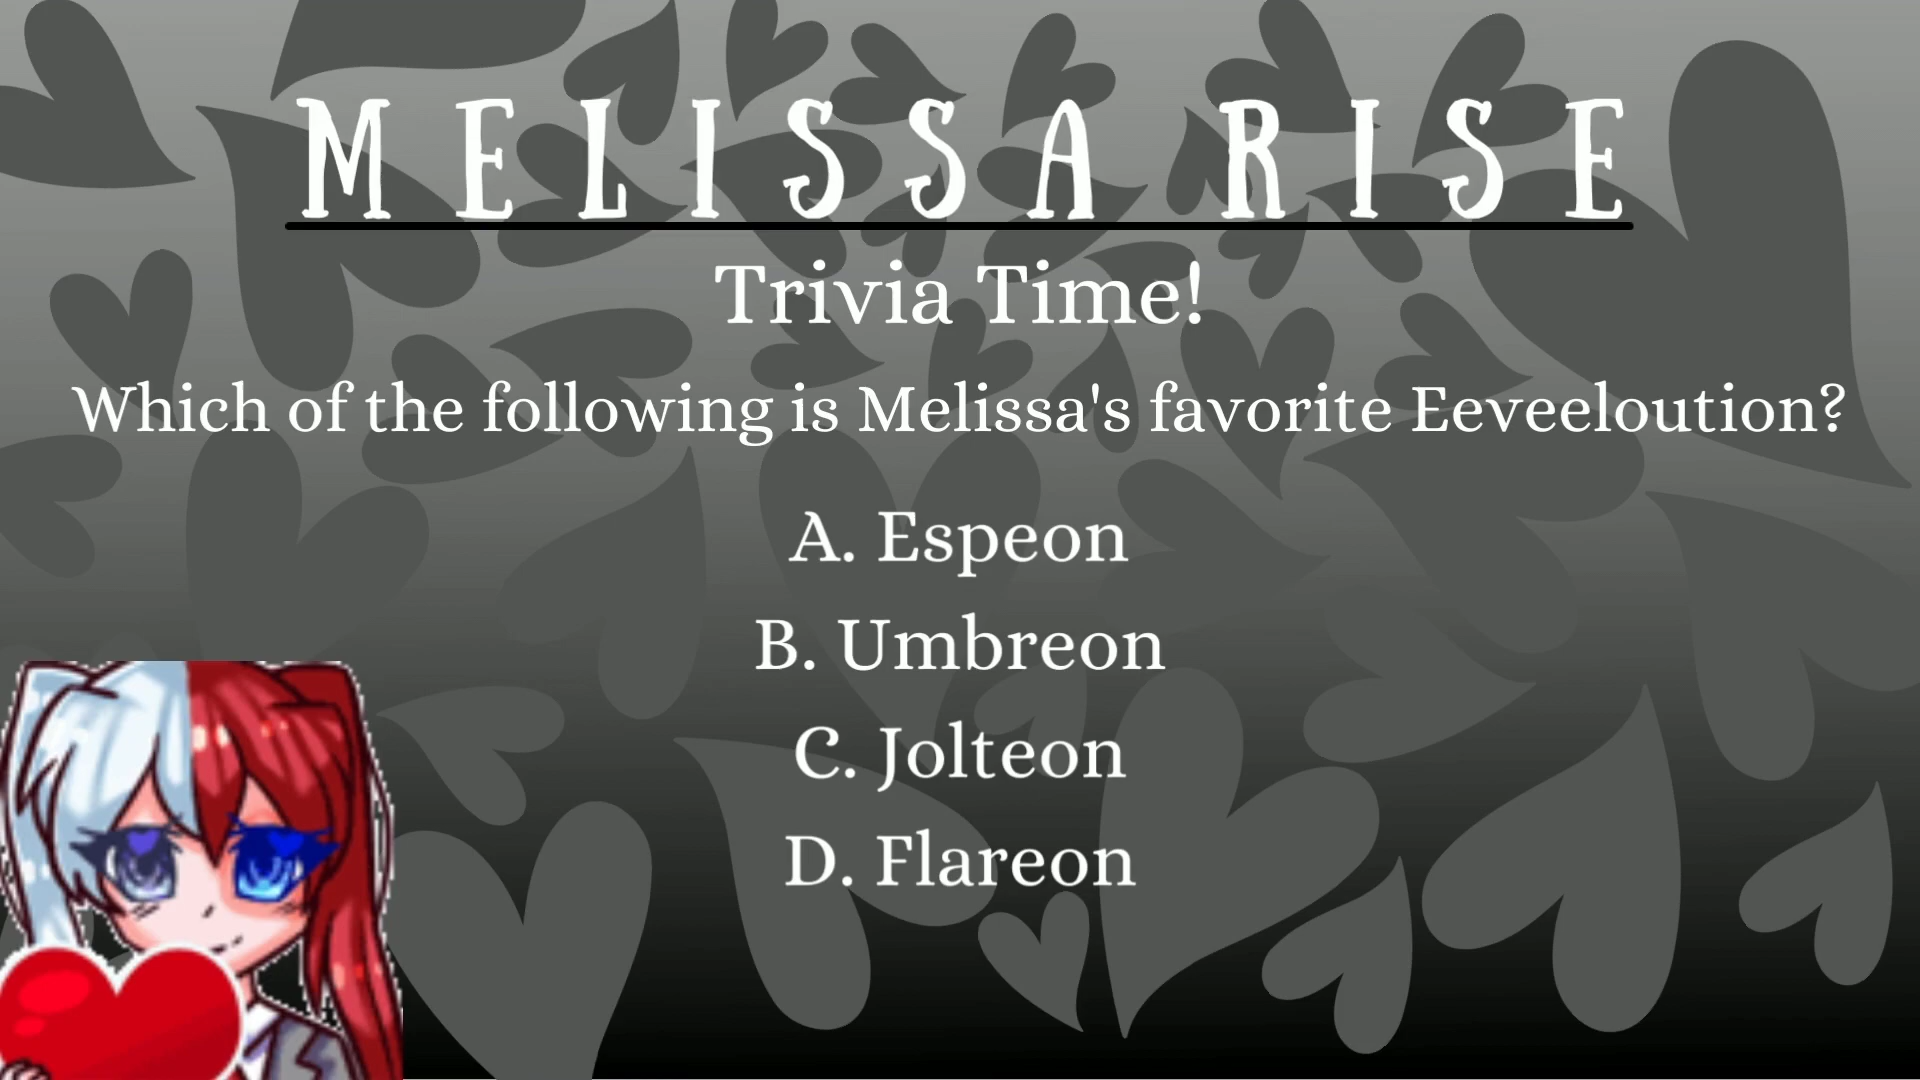 MELISSA RISE
Trivia Time!
Which of the following is Melissa's favorite Eeveeloution?
A. Espeon
B. Umbreon
C. Jolteon
D. Flareon